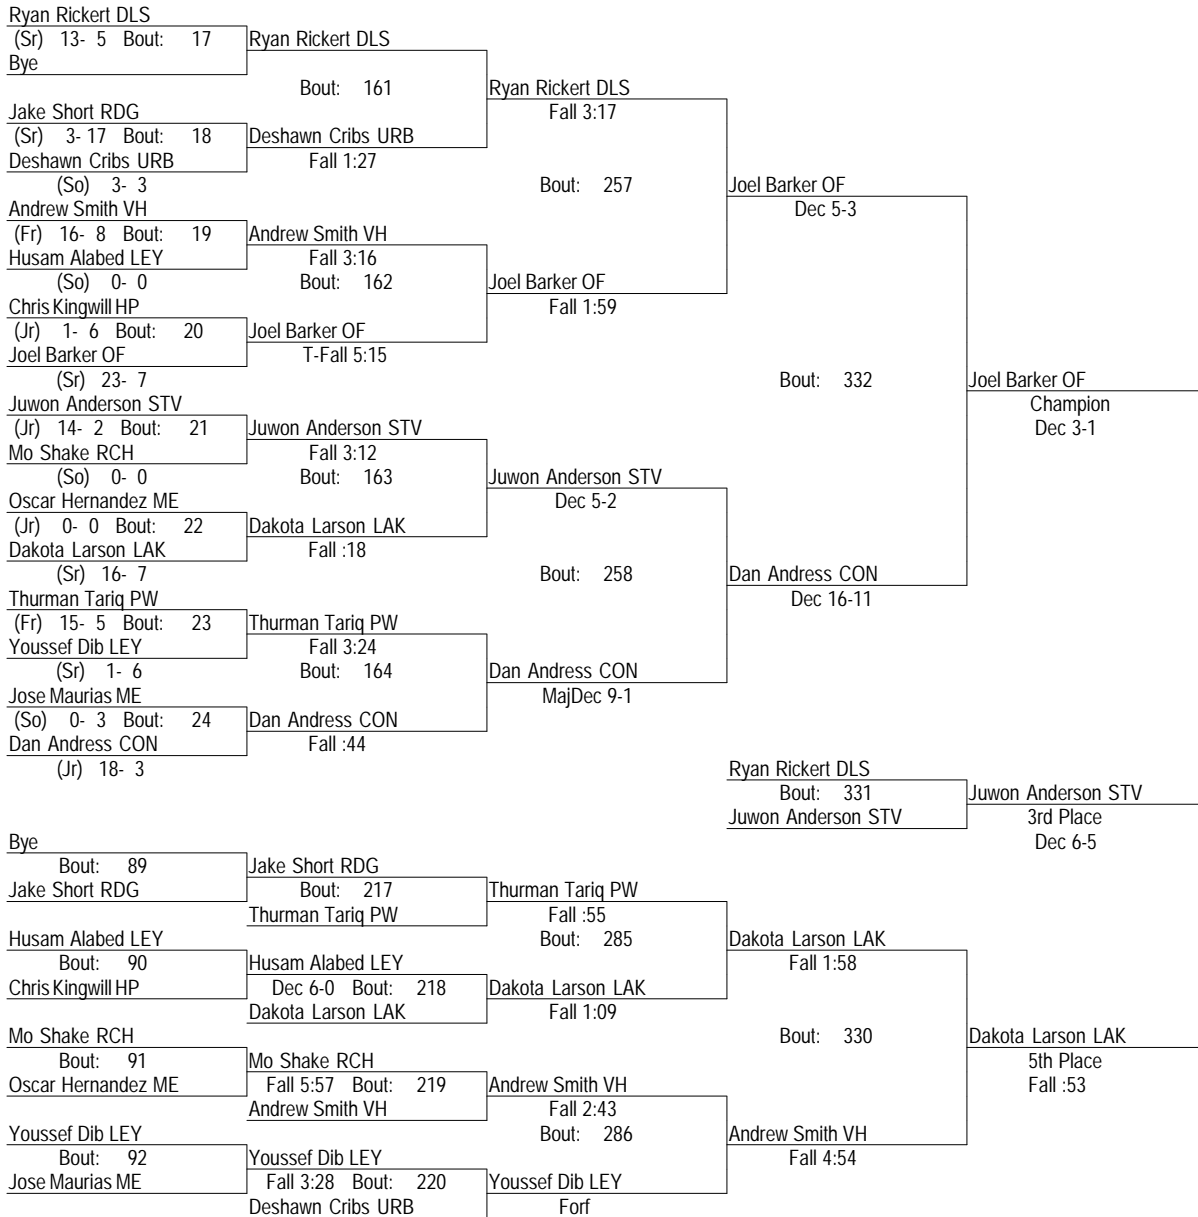 Ryan Rickert DLS
(Sr) 13- 5 Bout: 17 Ryan Rickert DLS
Bye
Bout: 161 Ryan Rickert DLS
Jake Short RDG Fall 3:17
(Sr) 3- 17 Bout: 18 Deshawn Cribs URB
Deshawn Cribs URB Fall 1:27
(So) 3- 3 Bout: 257 Joel Barker OF
Andrew Smith VH Dec 5-3
(Fr) 16- 8 Bout: 19 Andrew Smith VH
Husam Alabed LEY Fall 3:16
(So) 0- 0 Bout: 162 Joel Barker OF
Chris Kingwill HP Fall 1:59
(Jr) 1- 6 Bout: 20 Joel Barker OF
Joel Barker OF T-Fall 5:15
(Sr) 23- 7 Bout: 332 Joel Barker OF
Juwon Anderson STV Champion
(Jr) 14- 2 Bout: 21 Juwon Anderson STV Dec 3-1
Mo Shake RCH Fall 3:12
(So) 0- 0 Bout: 163 Juwon Anderson STV
Oscar Hernandez ME Dec 5-2
(Jr) 0- 0 Bout: 22 Dakota Larson LAK
Dakota Larson LAK Fall :18
(Sr) 16- 7 Bout: 258 Dan Andress CON
Thurman Tariq PW Dec 16-11
(Fr) 15- 5 Bout: 23 Thurman Tariq PW
Youssef Dib LEY Fall 3:24
(Sr) 1- 6 Bout: 164 Dan Andress CON
Jose Maurias ME MajDec 9-1
(So) 0- 3 Bout: 24 Dan Andress CON
Dan Andress CON Fall :44
(Jr) 18- 3 Ryan Rickert DLS
Bout: 331 Juwon Anderson STV
Juwon Anderson STV 3rd Place
Bye Dec 6-5
Bout: 89 Jake Short RDG
Jake Short RDG Bout: 217 Thurman Tariq PW
Thurman Tariq PW Fall :55
Husam Alabed LEY Bout: 285 Dakota Larson LAK
Bout: 90 Husam Alabed LEY Fall 1:58
Chris Kingwill HP Dec 6-0 Bout: 218 Dakota Larson LAK
Dakota Larson LAK Fall 1:09
Mo Shake RCH Bout: 330 Dakota Larson LAK
Bout: 91 Mo Shake RCH 5th Place
Oscar Hernandez ME Fall 5:57 Bout: 219 Andrew Smith VH Fall :53
Andrew Smith VH Fall 2:43
Youssef Dib LEY Bout: 286 Andrew Smith VH
Bout: 92 Youssef Dib LEY Fall 4:54
Jose Maurias ME Fall 3:28 Bout: 220 Youssef Dib LEY
Deshawn Cribs URB Forf